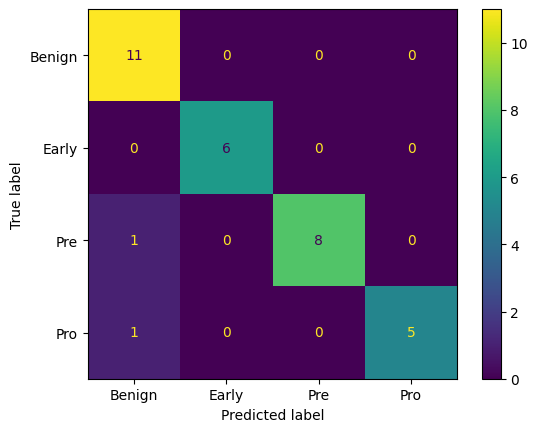 Benign 11 0 0 0
Early 0 6 0 0
Pre 1 0 8 0
Pro 1 0 0 5
Benign Early Pre Pro
Predicted label
True label
10
8
6
4
2
0